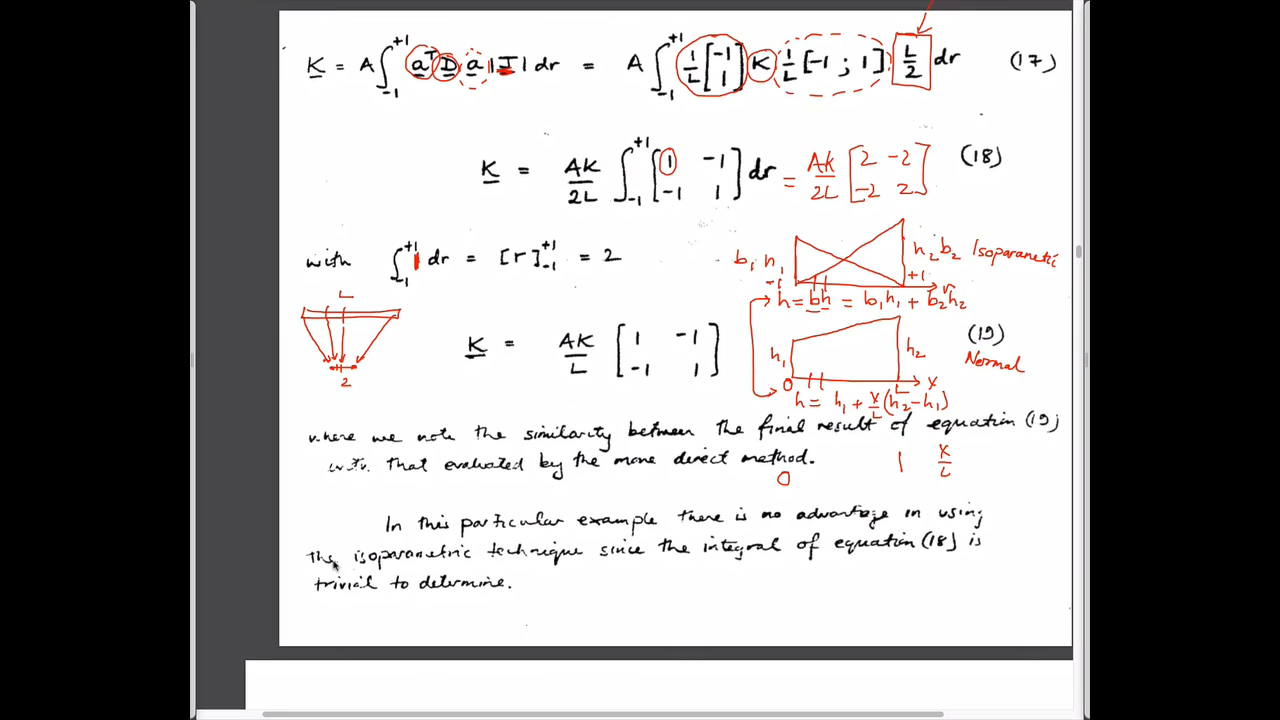 K = A ∫₋₁⁺¹ aᵀ D a |J| dr = A ∫₋₁⁺¹ 1/L [-1 1] K 1/L [-1 ; 1] L/2 dr (17)
K = AK/2L ∫₋₁⁺¹ [1 -1 -1 1] dr = AK/2L [2 -2 -2 2] (18)
with ∫₋₁⁺¹ 1 dr = [r]₋₁⁺¹ = 2
b₁ h₁ h₂ b₂ Isoparametric
-1 +1 r
h = b h = b₁h₁ + b₂h₂
L
2
K = AK/L [1 -1 -1 1] (19)
h₁ h₂ Normal
0 L x
h = h₁ + x/L (h₂ - h₁)
where we note the similarity between the final result of equation (19)
with that evaluated by the more direct method.
0 1 x/L
In this particular example there is no advantage in using
the isoparametric technique since the integral of equation (18) is
trivial to determine.